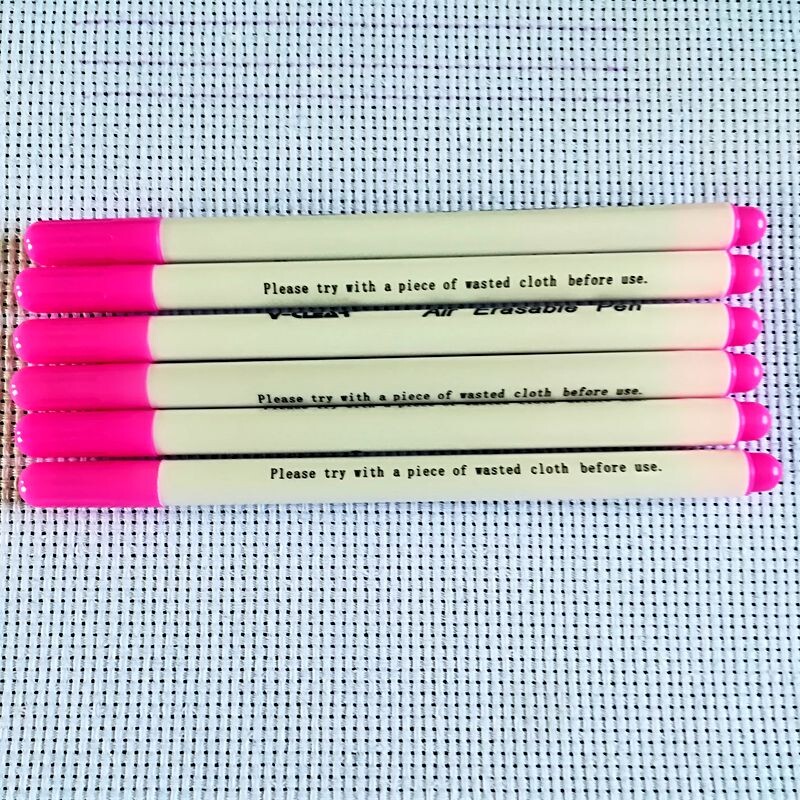 Please try with a piece of wasted cloth before use.
V-CLEAR Air Erasable Pen
Please try with a piece of wasted cloth before use.
Please try with a piece of wasted cloth before use.